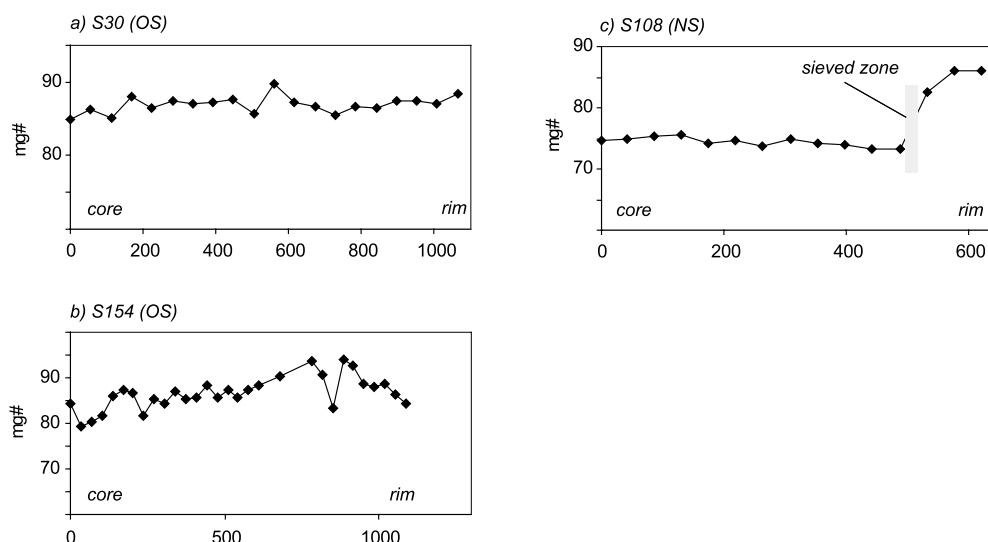 a) S30 (OS)
90
80
mg#
core
rim
0 200 400 600 800 1000
b) S154 (OS)
90
80
70
mg#
core
rim
0 500 1000
c) S108 (NS)
90
80
70
mg#
sieved zone
core
rim
0 200 400 600